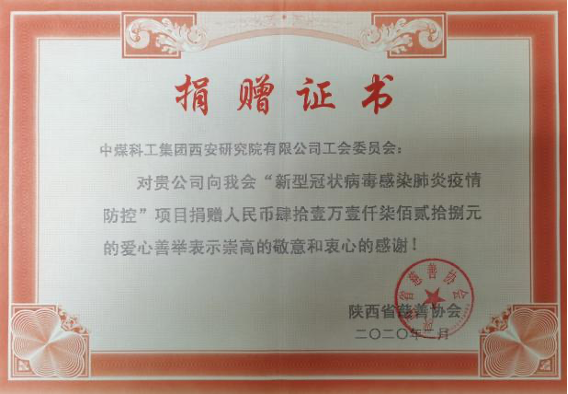 捐赠证书
中煤科工集团西安研究院有限公司工会委员会：
对贵公司向我会“新型冠状病毒感染肺炎疫情
防控”项目捐赠人民币肆拾壹万壹仟柒佰贰拾捌元
的爱心善举表示崇高的敬意和衷心的感谢！
陕西省慈善协会
二〇二〇年二月